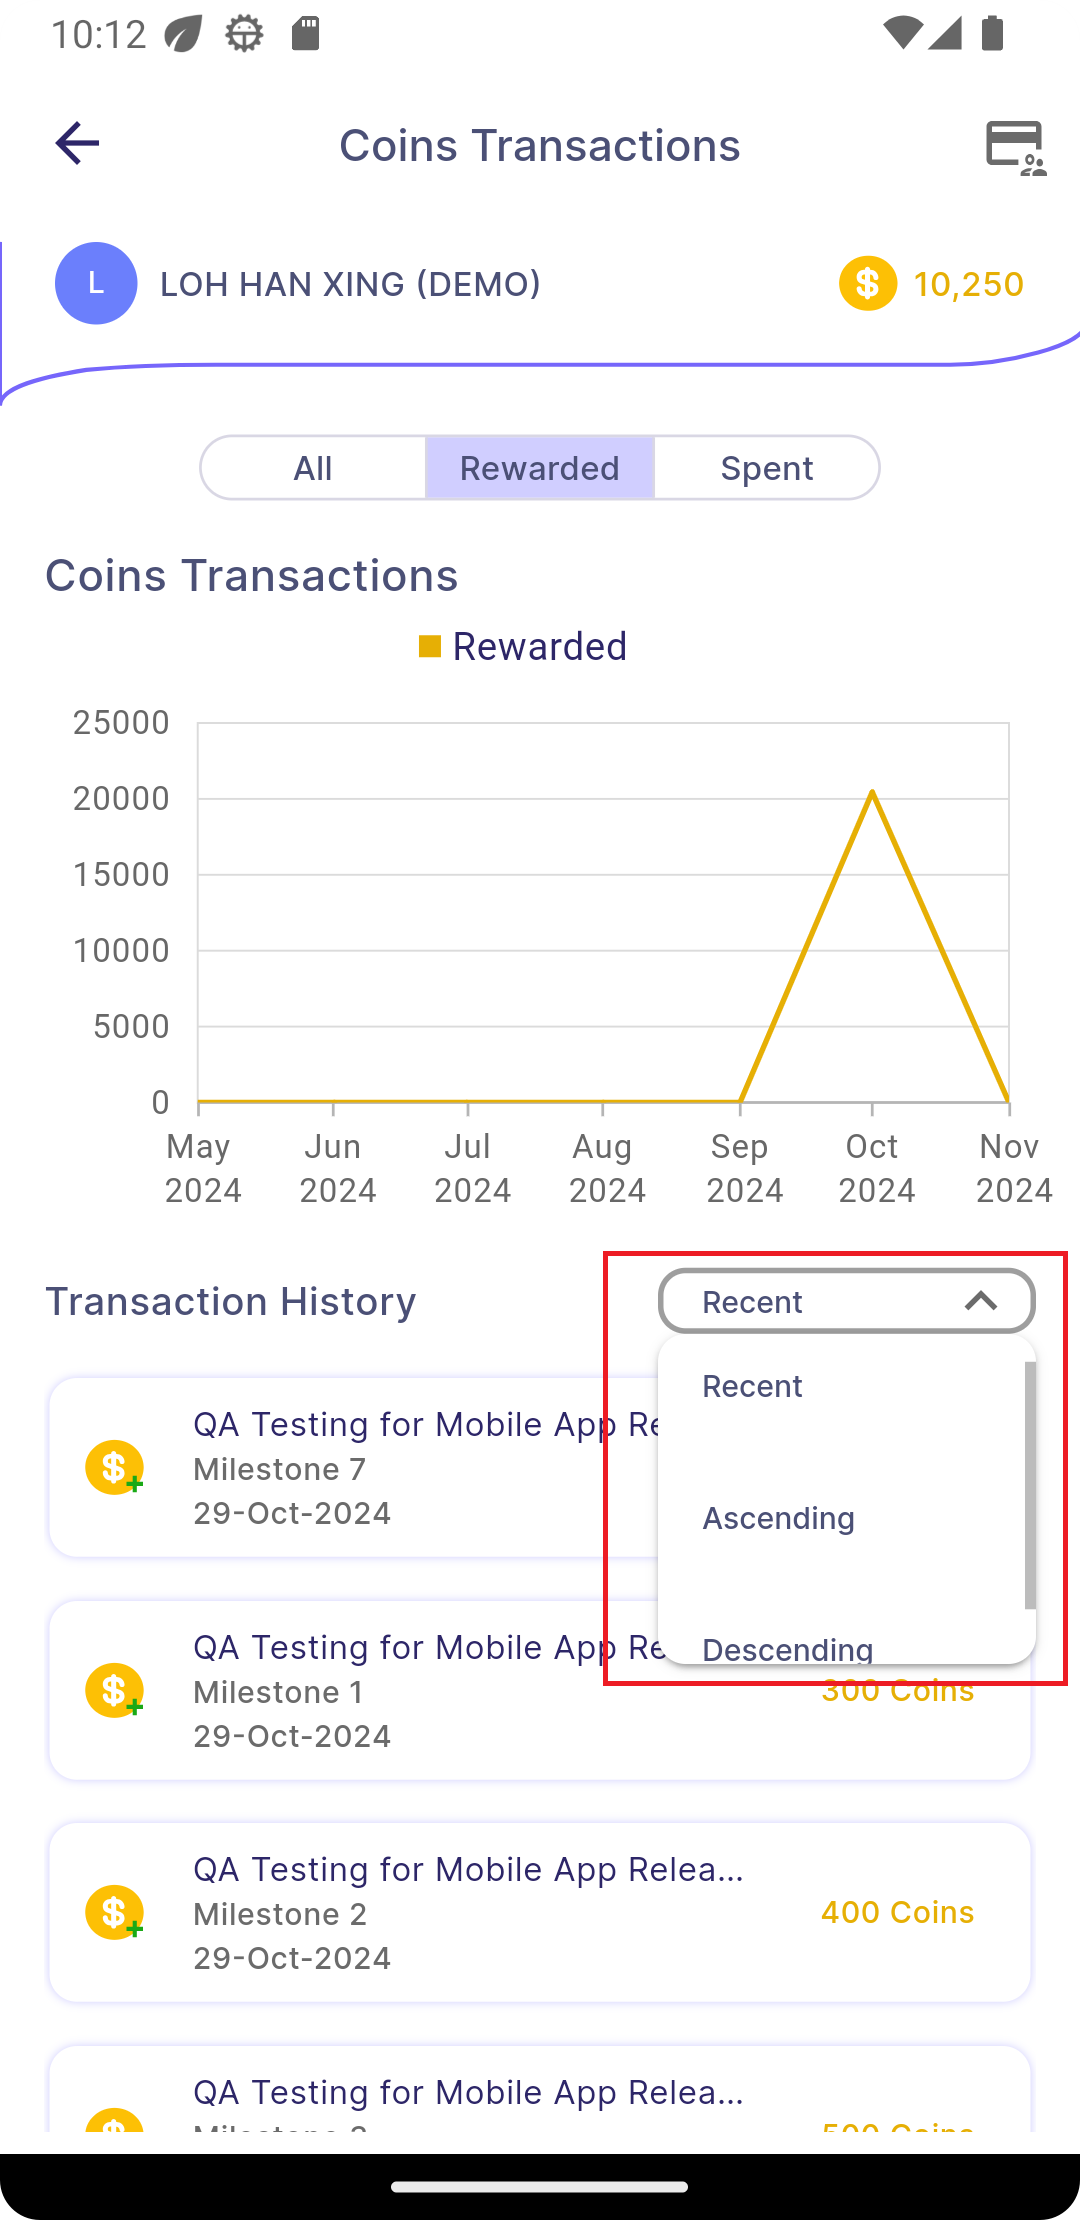 10:12
Coins Transactions
L LOH HAN XING (DEMO) $ 10,250
All Rewarded Spent
Coins Transactions
Rewarded
25000
20000
15000
10000
5000
0
May Jun Jul Aug Sep Oct Nov
2024 2024 2024 2024 2024 2024 2024
Transaction History
Recent
Recent
Ascending
Descending
QA Testing for Mobile App Re
Milestone 7
29-Oct-2024
QA Testing for Mobile App Re
Milestone 1
300 Coins
29-Oct-2024
QA Testing for Mobile App Relea...
Milestone 2
400 Coins
29-Oct-2024
QA Testing for Mobile App Relea...
500 Coins